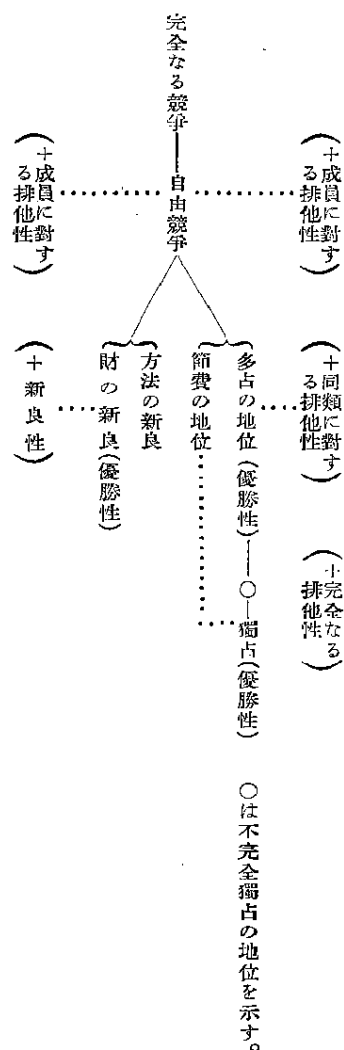 (十成員に對す
る排他性)
(十同類に對す
る排他性)
(十完全なる
排他性)
○は不完全獨占の地位を示す。
多占の地位(優勝性)─○─獨占(優勝性)
節費の地位
完全なる競爭─自由競爭
方法の新良
財の新良(優勝性)
(十成員に對す
る排他性)
(十新良性)